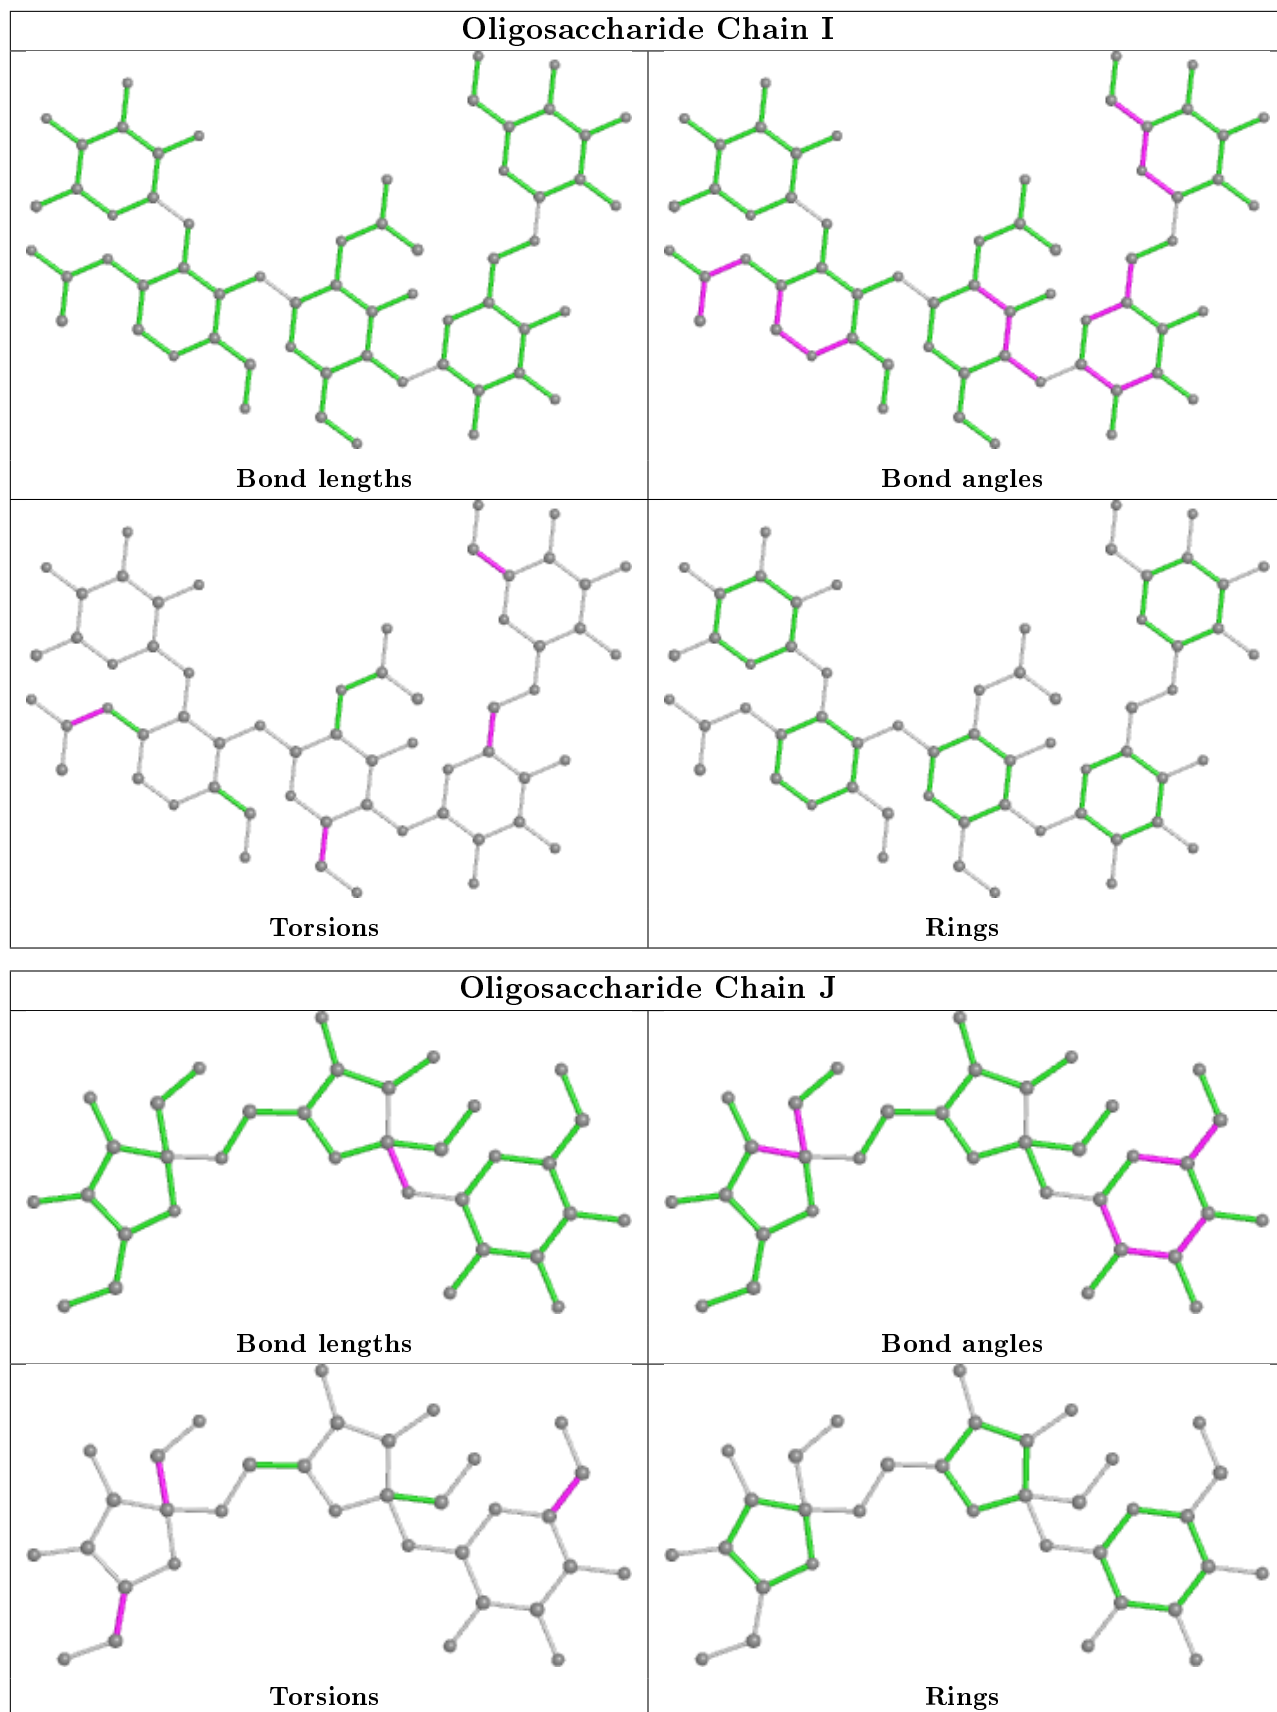 Oligosaccharide Chain I
Bond lengths
Bond angles
Torsions
Rings
Oligosaccharide Chain J
Bond lengths
Bond angles
Torsions
Rings